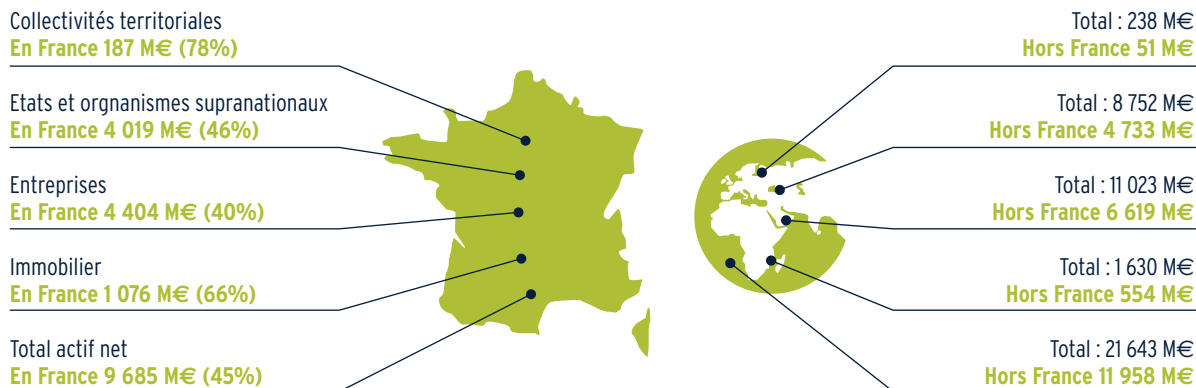 Collectivités territoriales
En France 187 M€ (78%)
Etats et orgnanismes supranationaux
En France 4 019 M€ (46%)
Entreprises
En France 4 404 M€ (40%)
Immobilier
En France 1 076 M€ (66%)
Total actif net
En France 9 685 M€ (45%)
Total : 238 M€
Hors France 51 M€
Total : 8 752 M€
Hors France 4 733 M€
Total : 11 023 M€
Hors France 6 619 M€
Total : 1 630 M€
Hors France 554 M€
Total : 21 643 M€
Hors France 11 958 M€